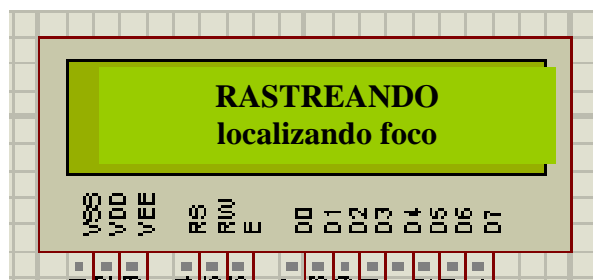 RASTREANDO
localizando foco
VSS VDD VEE RS RW E D0 D1 D2 D3 D4 D5 D6 D7